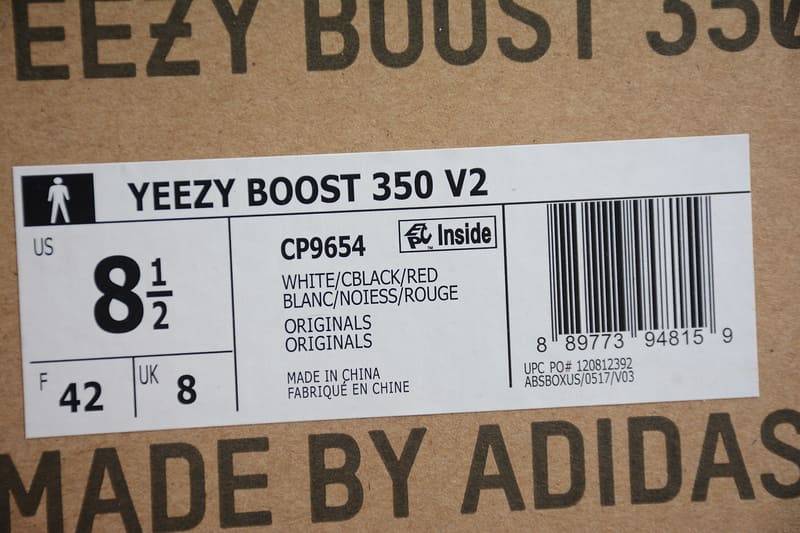 EEZY BOOST 350
YEEZY BOOST 350 V2
US
8 1/2
F 42
UK 8
CP9654
EPC Inside
WHITE/CBLACK/RED
BLANC/NOIESS/ROUGE
ORIGINALS
ORIGINALS
MADE IN CHINA
FABRIQUÉ EN CHINE
8 89773 94815 9
UPC PO# 120812392
ABSBOXUS/0517/V03
MADE BY ADIDAS